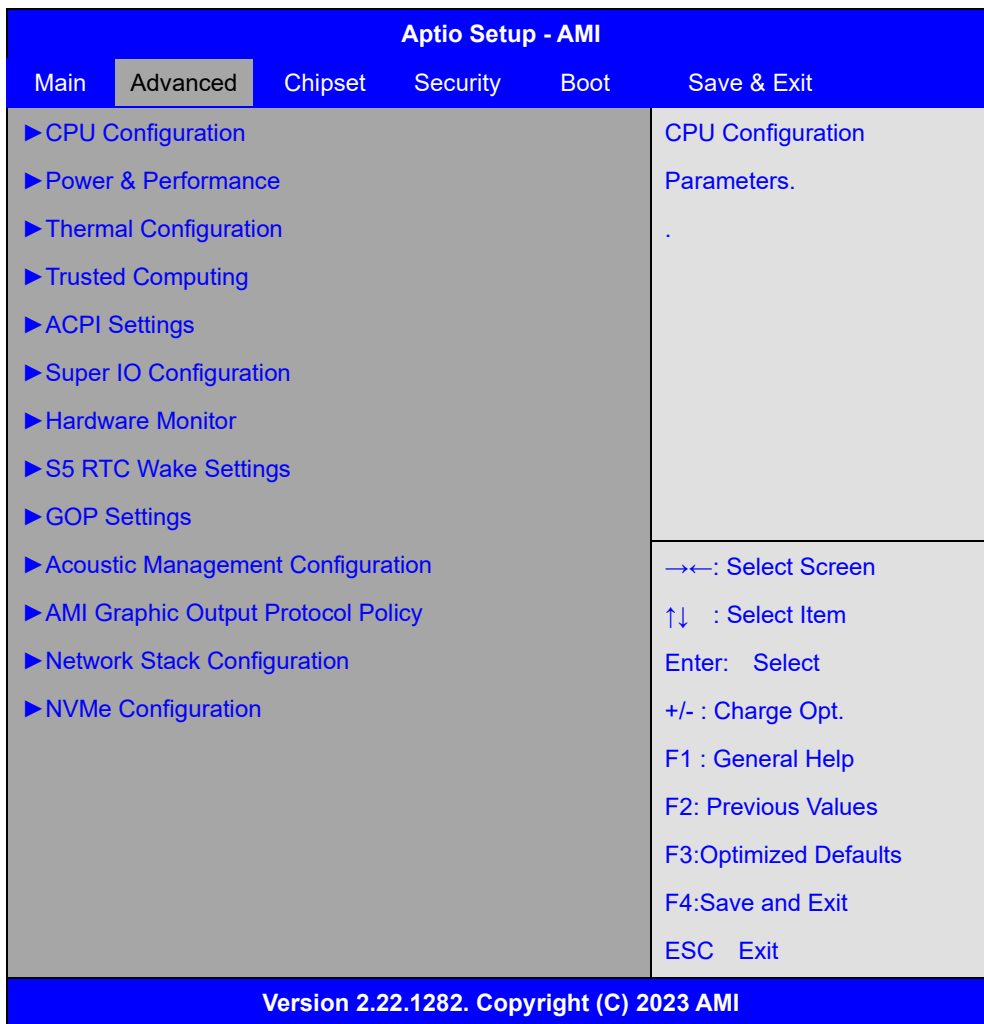 Aptio Setup - AMI
Main Advanced Chipset Security Boot Save & Exit
►CPU Configuration
►Power & Performance
►Thermal Configuration
►Trusted Computing
►ACPI Settings
►Super IO Configuration
►Hardware Monitor
►S5 RTC Wake Settings
►GOP Settings
►Acoustic Management Configuration
►AMI Graphic Output Protocol Policy
►Network Stack Configuration
►NVMe Configuration
CPU Configuration
Parameters.
.
→←: Select Screen
↑↓ : Select Item
Enter: Select
+/- : Charge Opt.
F1 : General Help
F2: Previous Values
F3:Optimized Defaults
F4:Save and Exit
ESC Exit
Version 2.22.1282. Copyright (C) 2023 AMI